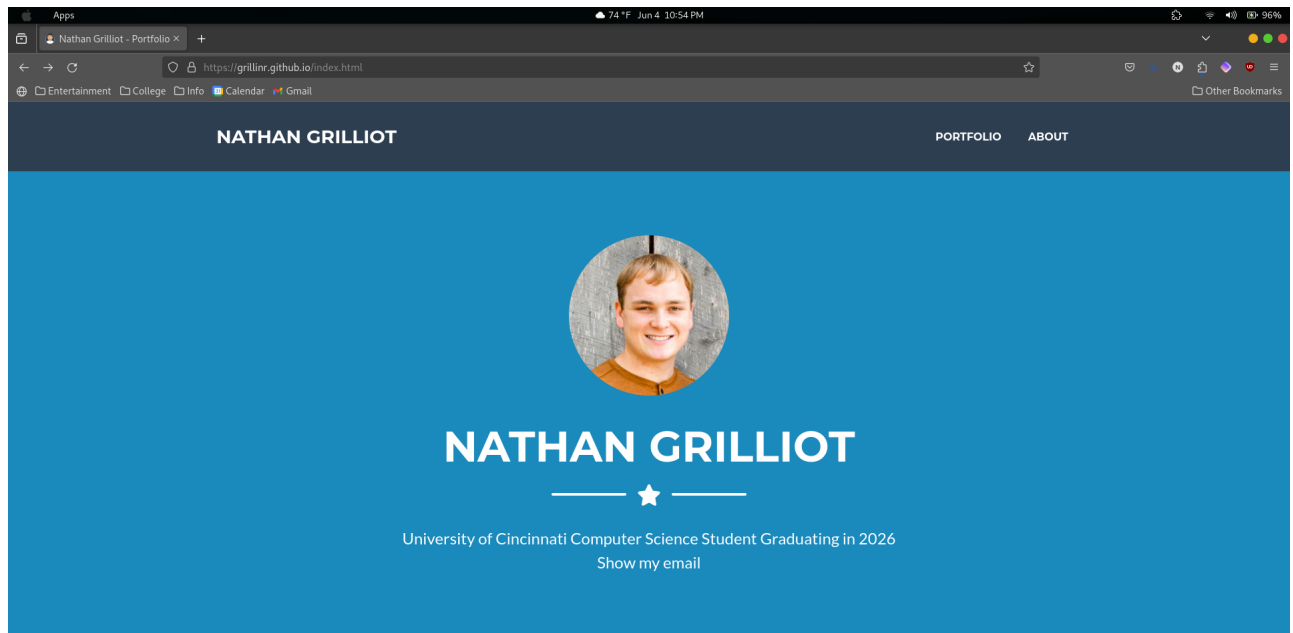 Apps
74 °F Jun 4 10:54 PM
96%
Nathan Grilliot - Portfolio
https://grillinr.github.io/index.html
N
Entertainment College Info Calendar Gmail
Other Bookmarks
NATHAN GRILLIOT
PORTFOLIO ABOUT
NATHAN GRILLIOT
University of Cincinnati Computer Science Student Graduating in 2026
Show my email